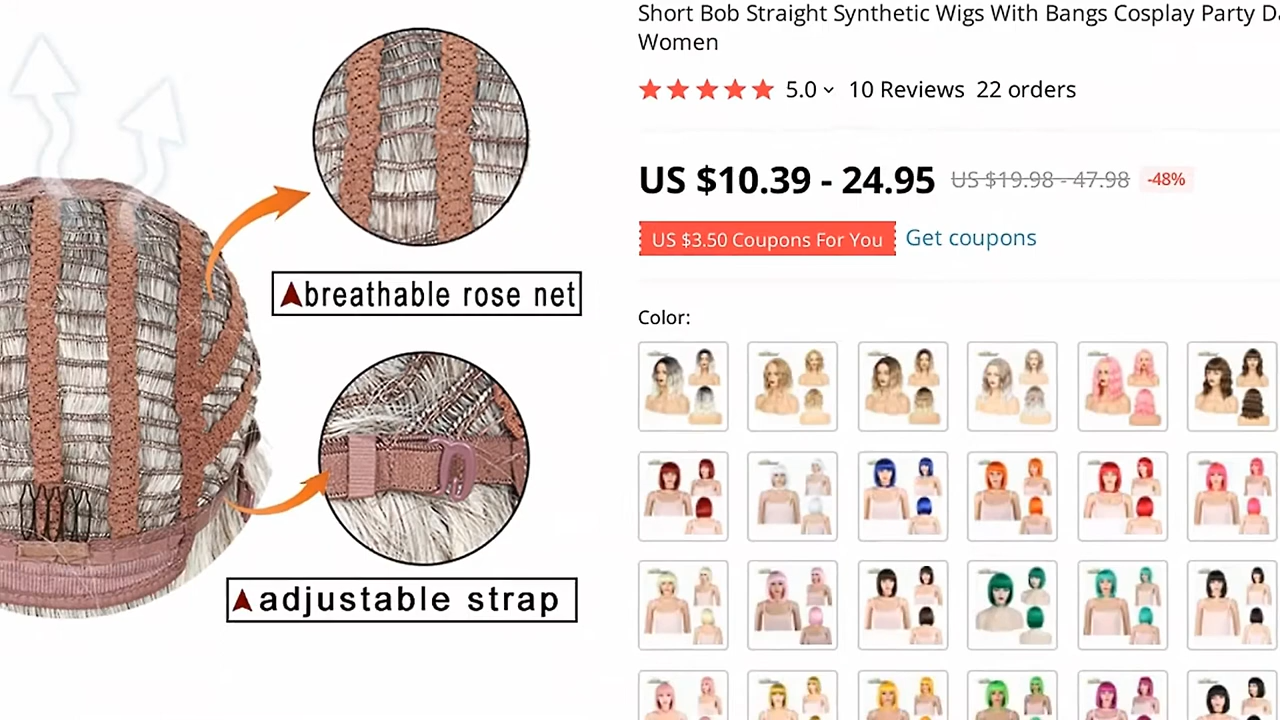 Short Bob Straight Synthetic Wigs With Bangs Cosplay Party
Women
5.0 10 Reviews 22 orders
US $10.39 - 24.95 US $19.98 - 47.98 -48%
US $3.50 Coupons For You Get coupons
Color:
breathable rose net
adjustable strap